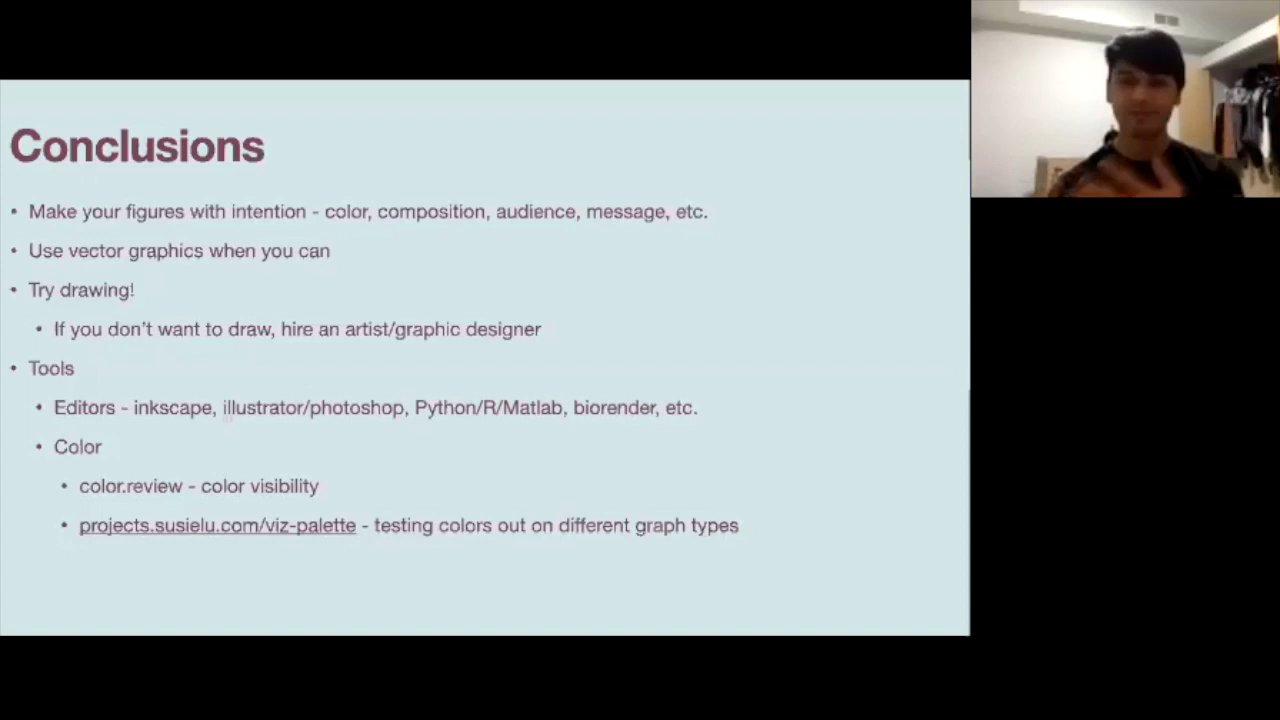 Conclusions
• Make your figures with intention - color, composition, audience, message, etc.
• Use vector graphics when you can
• Try drawing!
• If you don’t want to draw, hire an artist/graphic designer
• Tools
• Editors - inkscape, illustrator/photoshop, Python/R/Matlab, biorender, etc.
• Color
• color.review - color visibility
• projects.susielu.com/viz-palette - testing colors out on different graph types